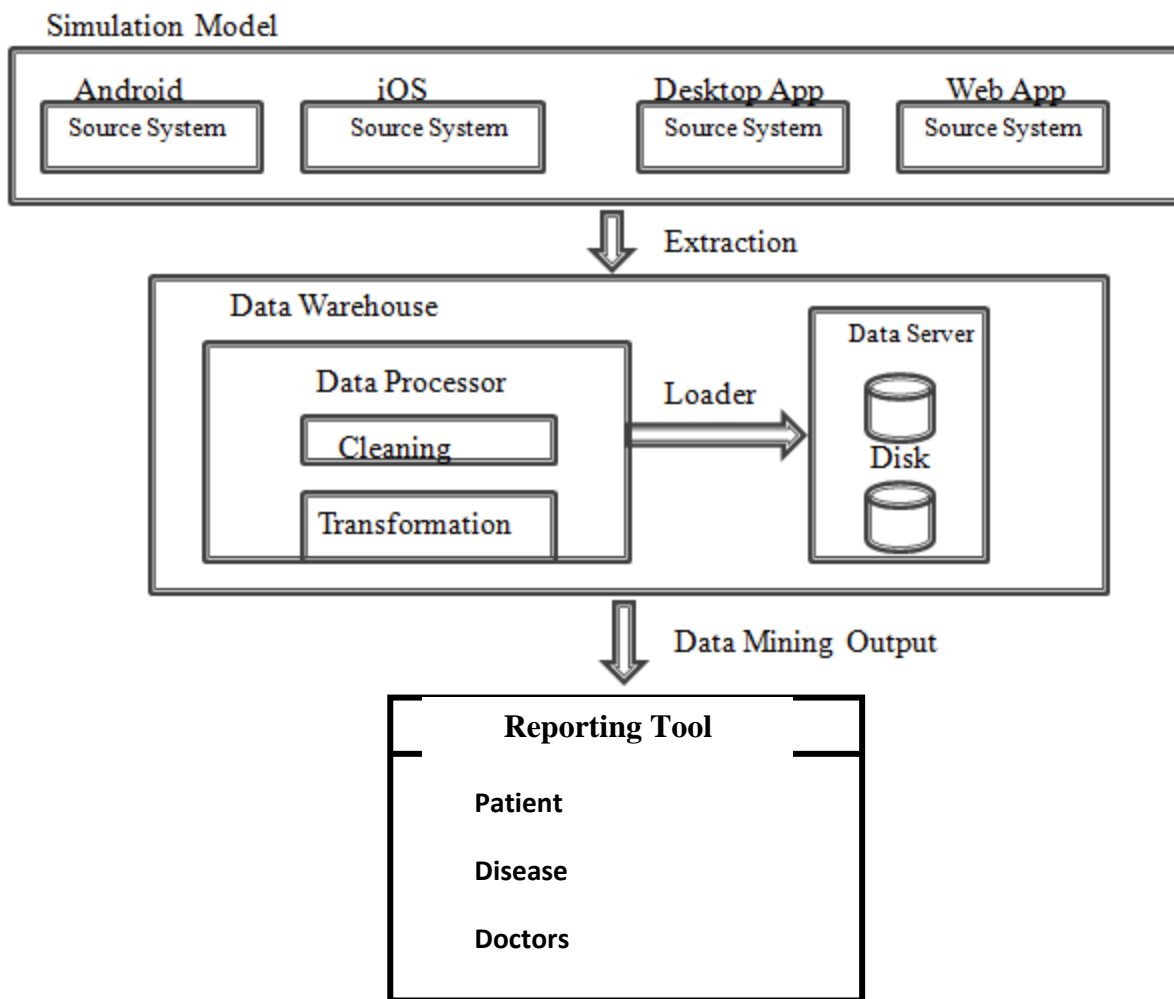 Simulation Model
Android
iOS
Desktop App
Web App
Source System
Source System
Source System
Source System
Extraction
Data Warehouse
Data Server
Data Processor
Loader
Cleaning
Disk
Transformation
Data Mining Output
Reporting Tool
Patient
Disease
Doctors